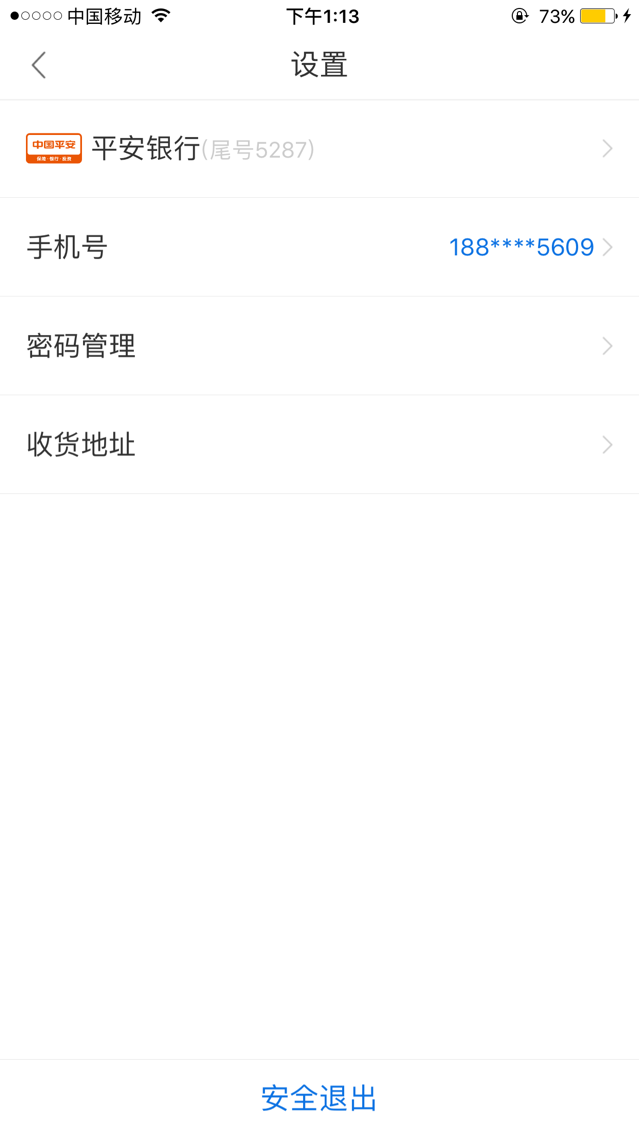 中国移动 下午1:13 73%
设置
中国平安
保险·银行·投资
平安银行(尾号5287)
手机号 188****5609
密码管理
收货地址
安全退出